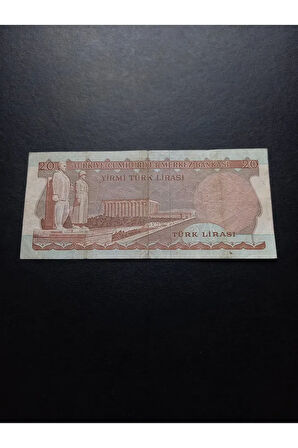 20 TÜRKİYE CUMHURİYET MERKEZ BANKASI 20
YİRMİ TÜRK LİRASI
TÜRK LİRASI